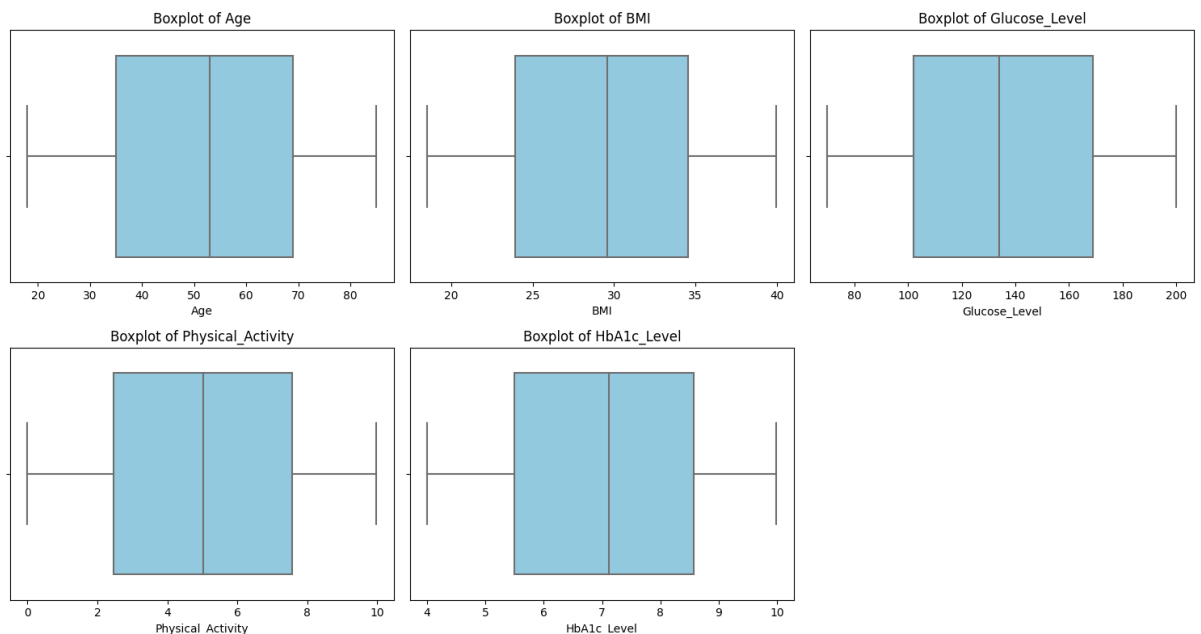 Boxplot of Age
20 30 40 50 60 70 80
Age
Boxplot of BMI
20 25 30 35 40
BMI
Boxplot of Glucose_Level
80 100 120 140 160 180 200
Glucose_Level
Boxplot of Physical_Activity
0 2 4 6 8 10
Physical_Activity
Boxplot of HbA1c_Level
4 5 6 7 8 9 10
HbA1c_Level